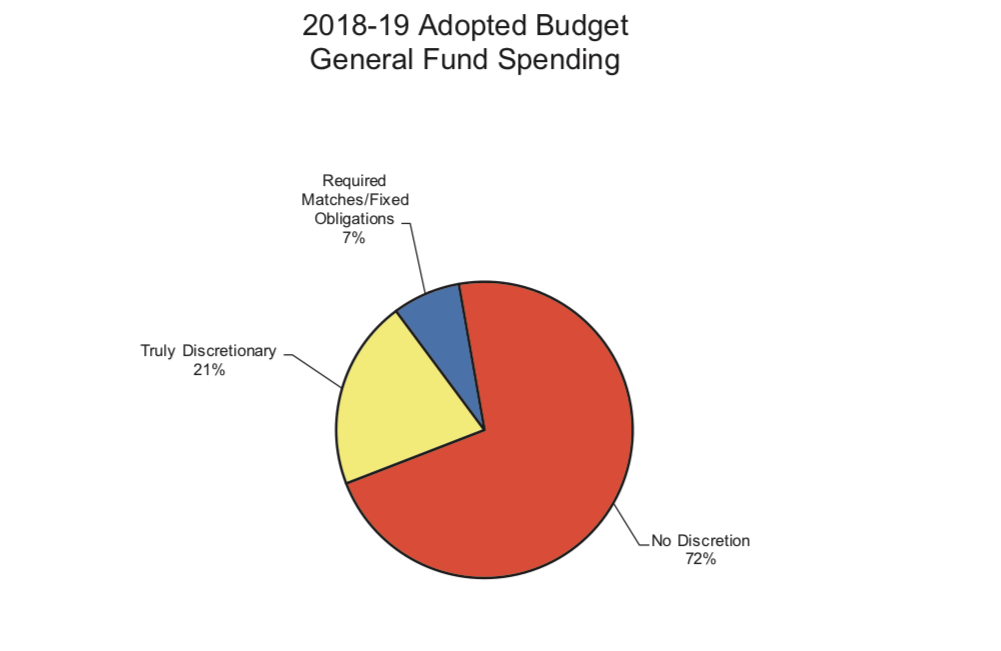 2018-19 Adopted Budget
General Fund Spending
Required
Matches/Fixed
Obligations
7%
Truly Discretionary
21%
No Discretion
72%